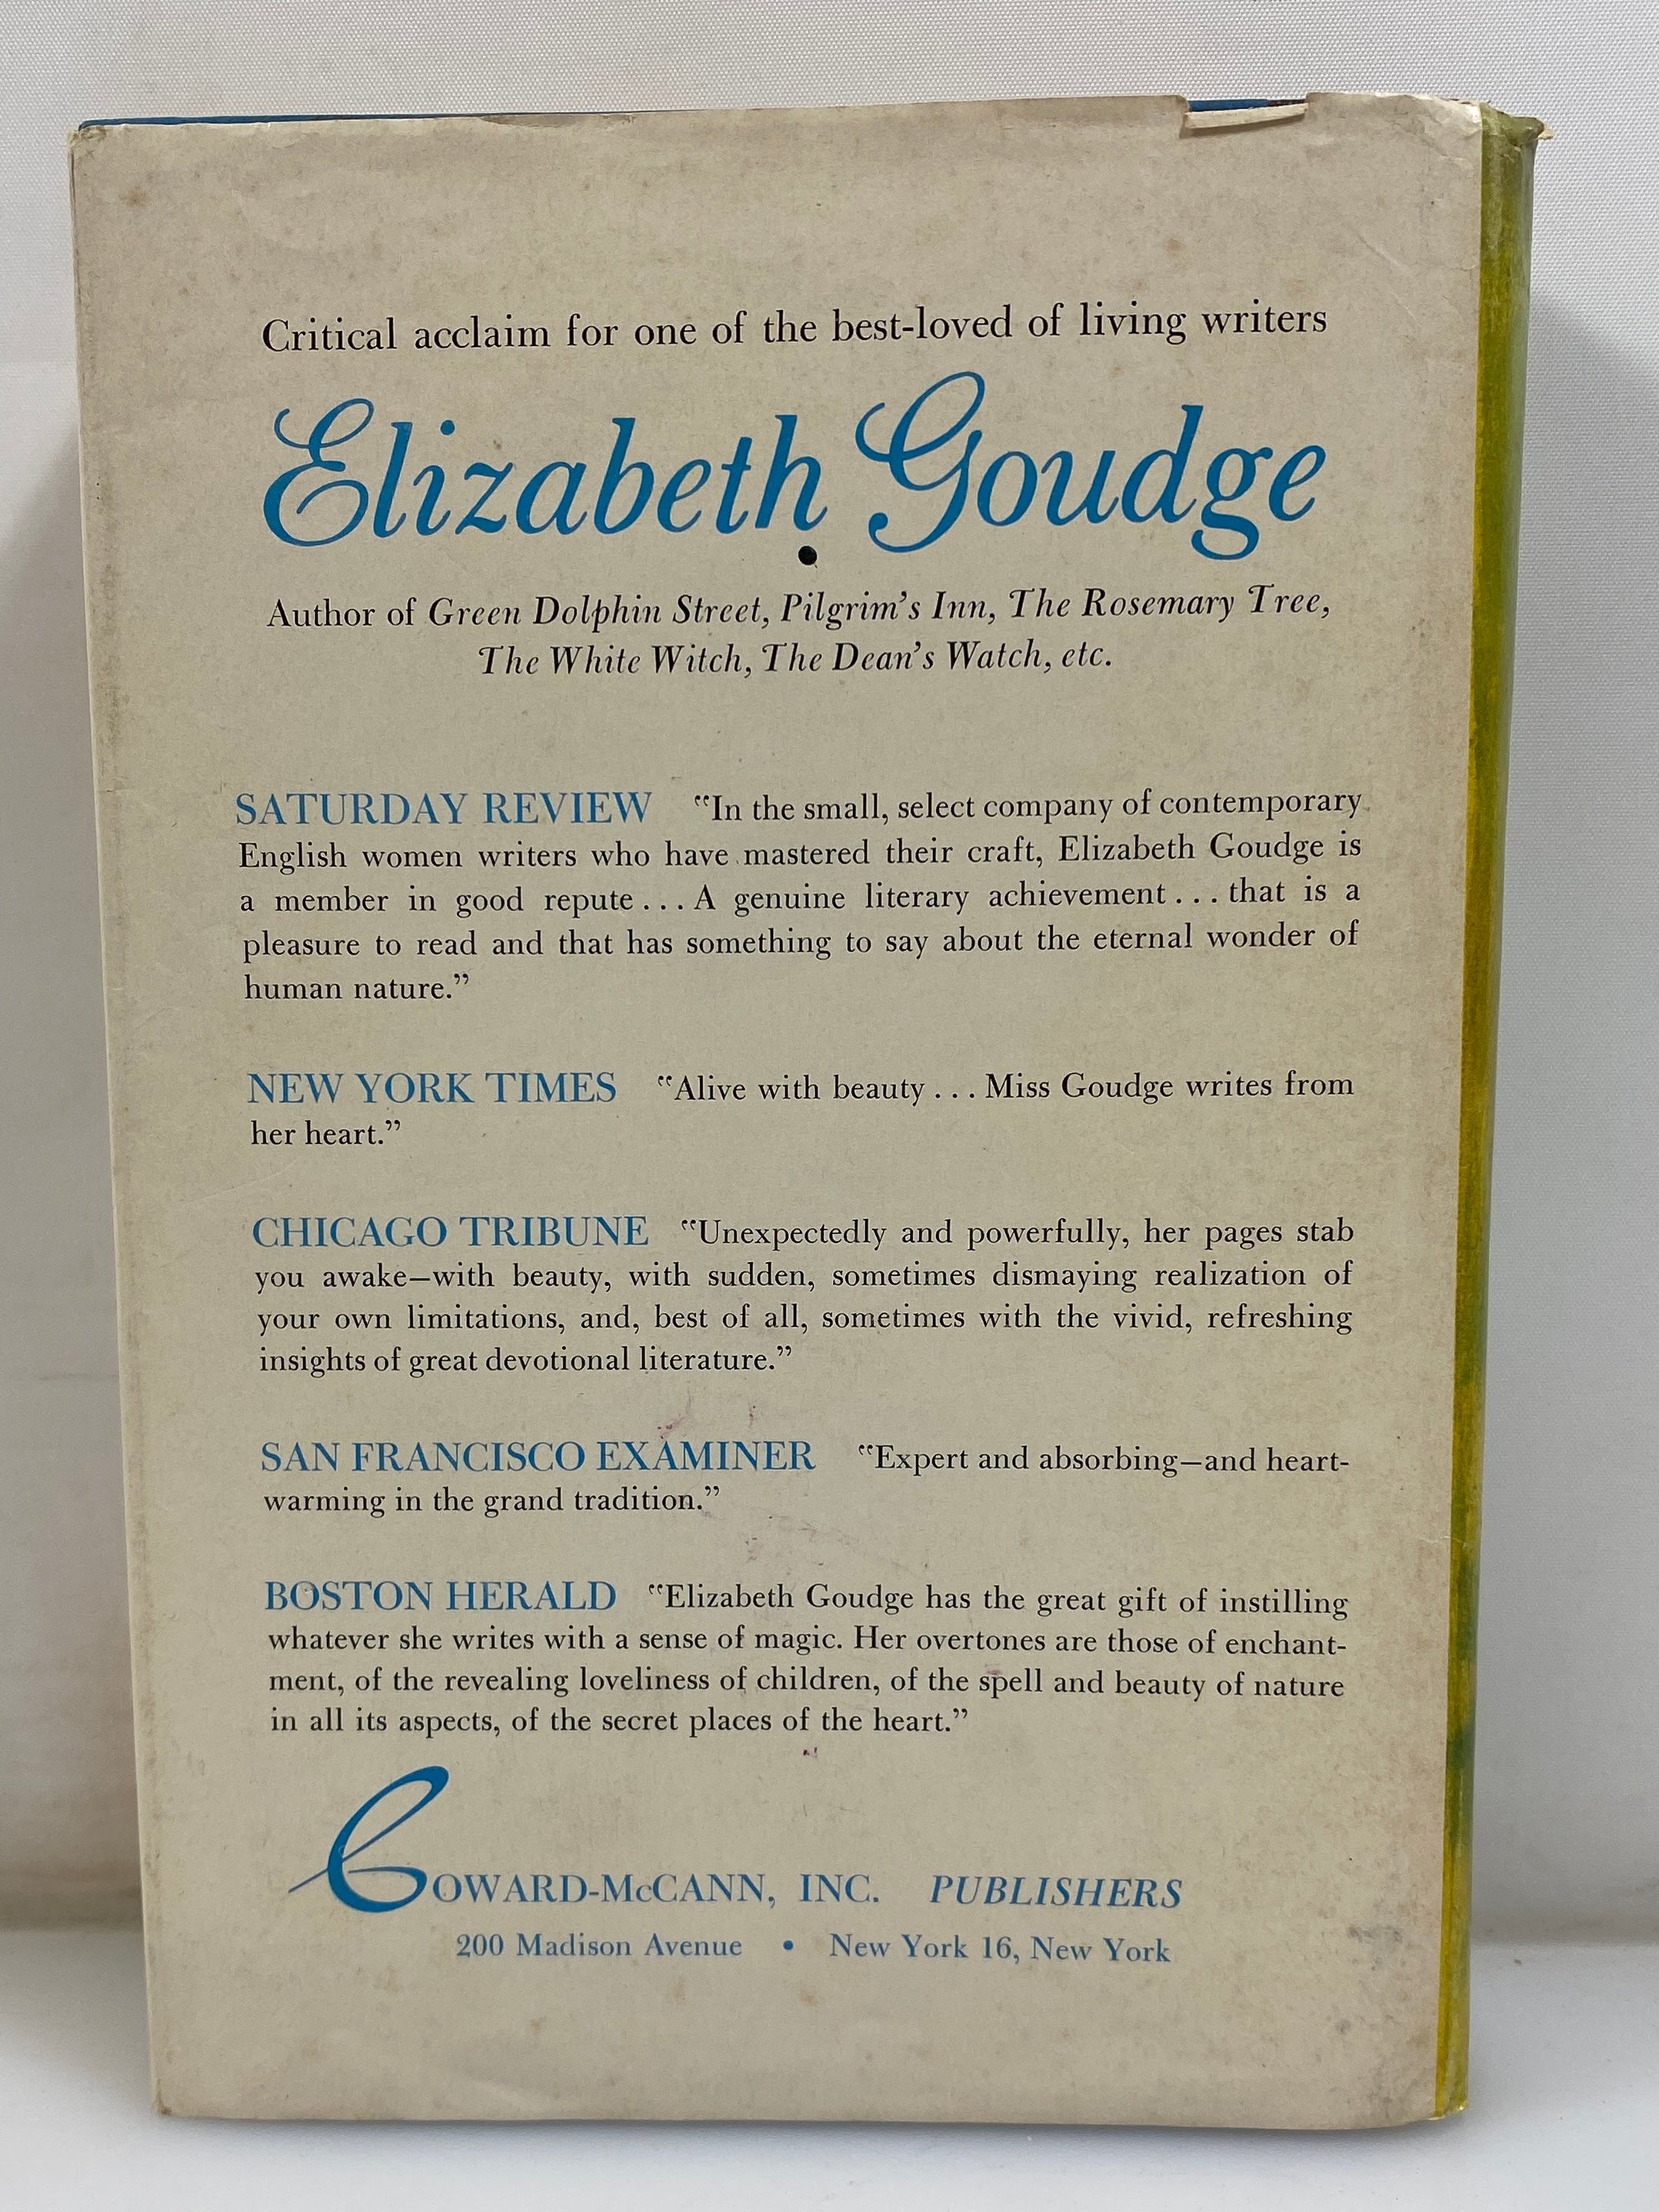 Critical acclaim for one of the best-loved of living writers
Elizabeth Goudge
Author of Green Dolphin Street, Pilgrim's Inn, The Rosemary Tree,
The White Witch, The Dean's Watch, etc.
SATURDAY REVIEW "In the small, select company of contemporary
English women writers who have mastered their craft, Elizabeth Goudge is
a member in good repute... A genuine literary achievement... that is a
pleasure to read and that has something to say about the eternal wonder of
human nature."
NEW YORK TIMES "Alive with beauty... Miss Goudge writes from
her heart."
CHICAGO TRIBUNE "Unexpectedly and powerfully, her pages stab
you awake—with beauty, with sudden, sometimes dismaying realization of
your own limitations, and, best of all, sometimes with the vivid, refreshing
insights of great devotional literature."
SAN FRANCISCO EXAMINER "Expert and absorbing—and heart-
warming in the grand tradition."
BOSTON HERALD "Elizabeth Goudge has the great gift of instilling
whatever she writes with a sense of magic. Her overtones are those of enchant-
ment, of the revealing loveliness of children, of the spell and beauty of nature
in all its aspects, of the secret places of the heart."
COWARD-McCANN, INC. PUBLISHERS
200 Madison Avenue • New York 16, New York